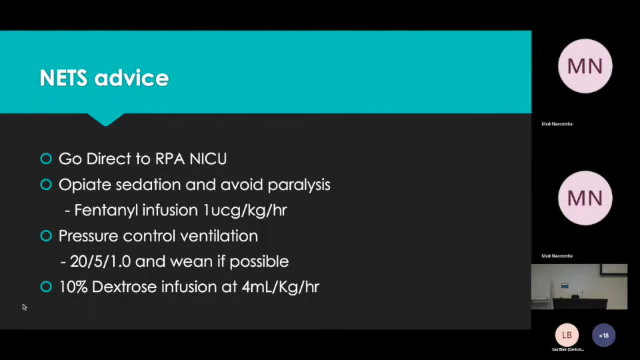 NETS advice
Go Direct to RPA NICU
Opiate sedation and avoid paralysis
- Fentanyl infusion 1ucg/kg/hr
Pressure control ventilation
- 20/5/1.0 and wean if possible
10% Dextrose infusion at 4mL/Kg/hr
MN
MN
LB
+18